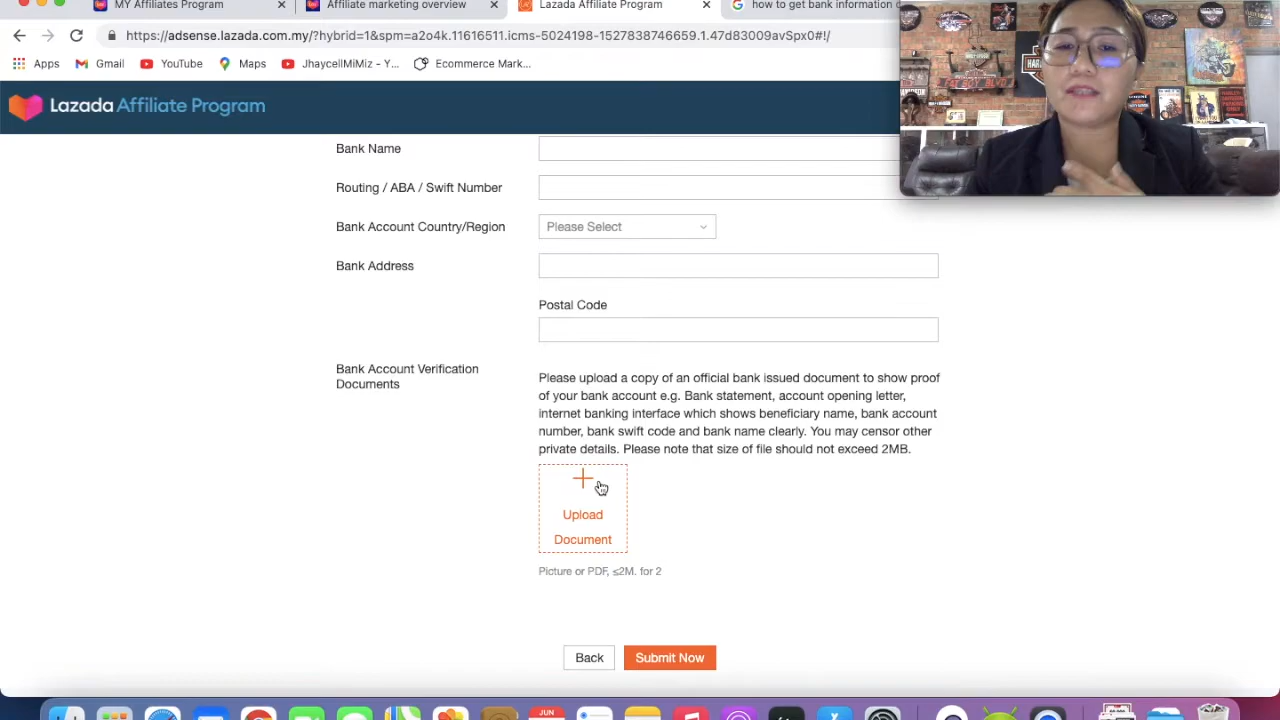 MY Affiliates Program
Affiliate marketing overview
Lazada Affiliate Program
how to get bank information
https://adsense.lazada.com.my/?hybrid=1&spm=a2o4k.11616511.icms-5024198-1527838746659.1.47d83009avSpx0#!/
Apps
Gmail
YouTube
Maps
JhaycellMiMiz - Y...
Ecommerce Mark...
Lazada Affiliate Program
Bank Name
Routing / ABA / Swift Number
Bank Account Country/Region
Please Select
Bank Address
Postal Code
Bank Account Verification
Documents
Please upload a copy of an official bank issued document to show proof
of your bank account e.g. Bank statement, account opening letter,
internet banking interface which shows beneficiary name, bank account
number, bank swift code and bank name clearly. You may censor other
private details. Please note that size of file should not exceed 2MB.
Upload
Document
Picture or PDF, ≤2M. for 2
Back
Submit Now
JUN